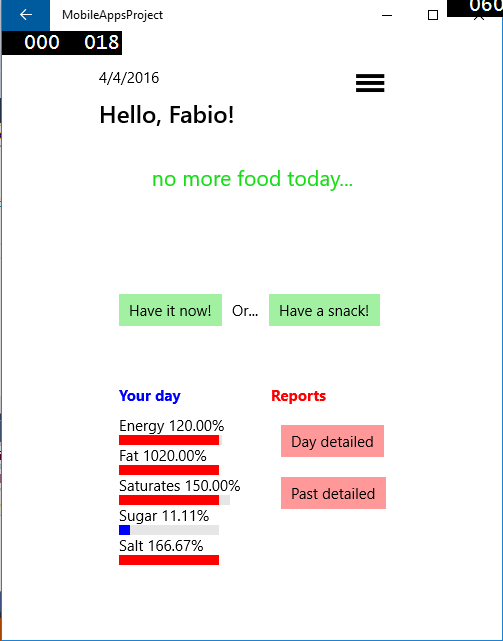 MobileAppsProject
060
000 018
4/4/2016
Hello, Fabio!
no more food today...
Have it now! Or... Have a snack!
Your day Reports
Energy 120.00%
Day detailed
Fat 1020.00%
Saturates 150.00%
Past detailed
Sugar 11.11%
Salt 166.67%